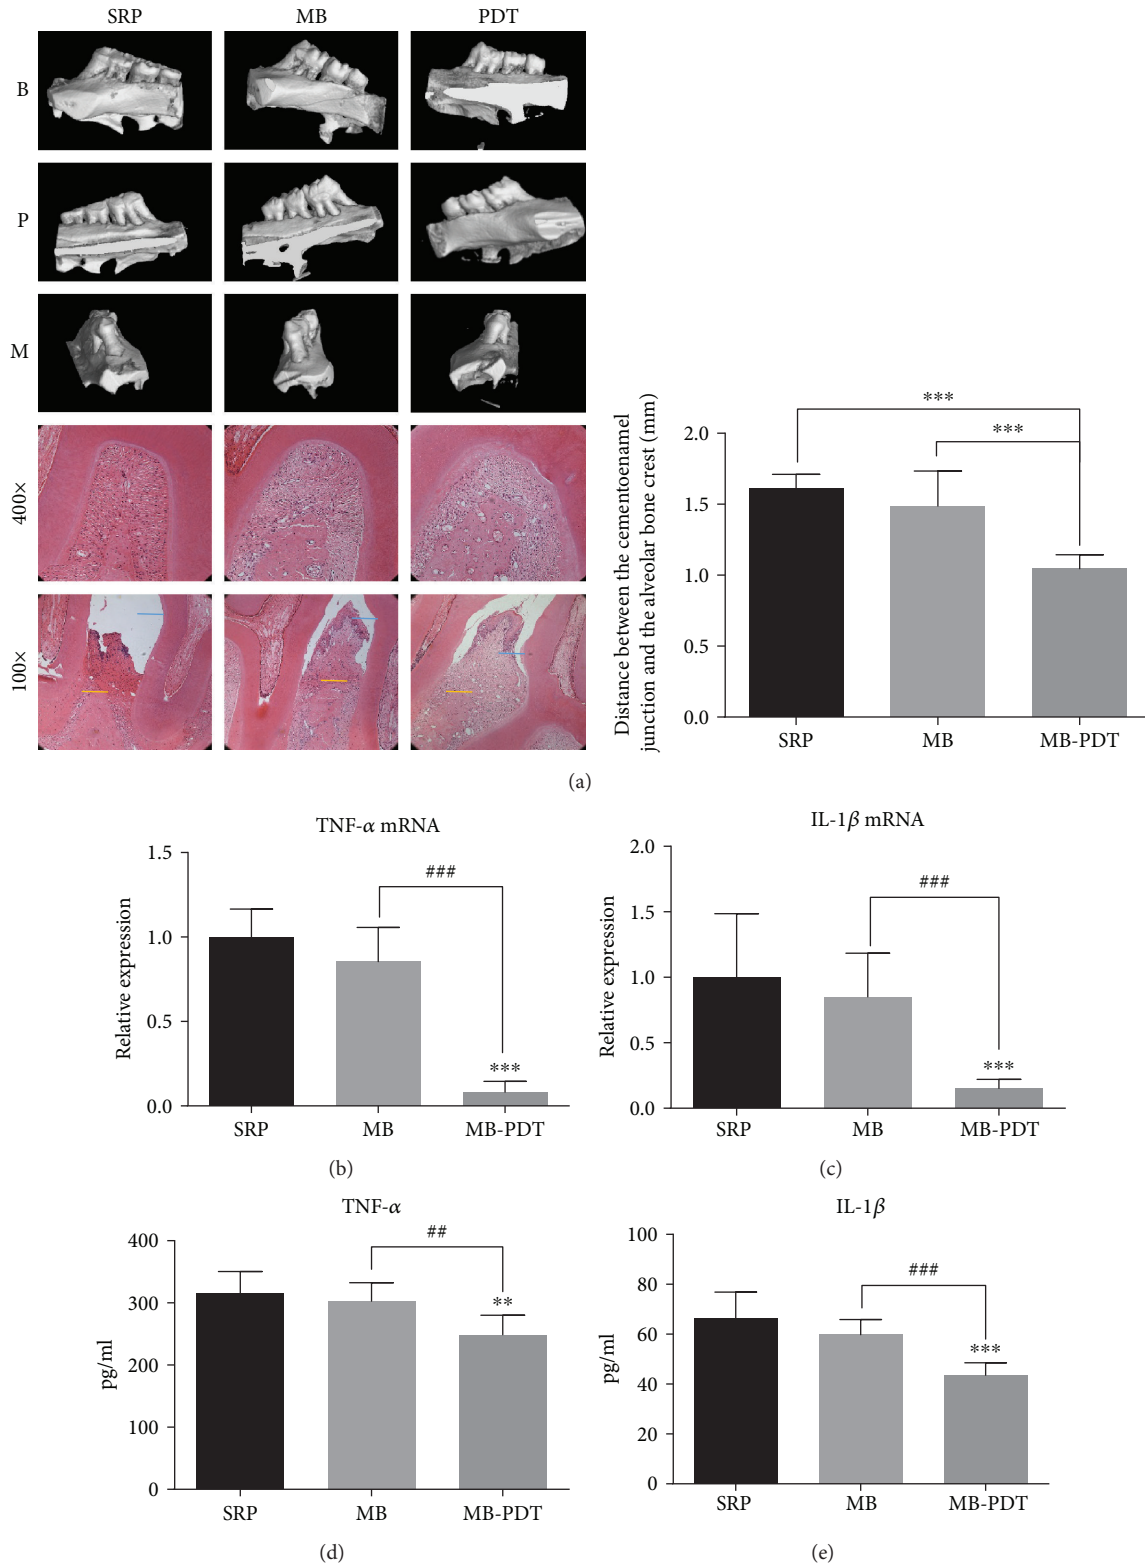 SRP MB PDT
B
P
M
400×
100×
Distance between the cementoenamel
junction and the alveolar bone crest (mm)
2.0
1.5
1.0
0.5
0.0
***
***
SRP MB MB-PDT
(a)
TNF-α mRNA
Relative expression
1.5
1.0
0.5
0.0
###
***
SRP MB MB-PDT
(b)
IL-1β mRNA
Relative expression
2.0
1.5
1.0
0.5
0.0
###
***
SRP MB MB-PDT
(c)
TNF-α
pg/ml
400
300
200
100
0
##
**
SRP MB MB-PDT
(d)
IL-1β
pg/ml
100
80
60
40
20
0
###
***
SRP MB MB-PDT
(e)